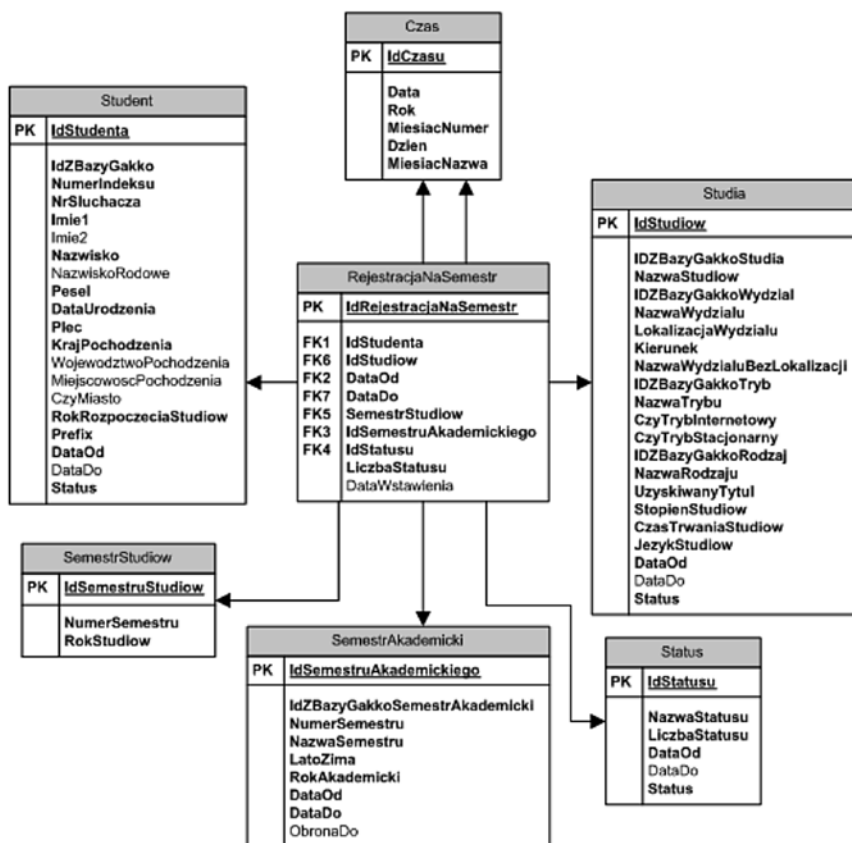 Czas
PK IdCzasu
Data
Rok
MiesiacNumer
Dzien
MiesiacNazwa
Student
PK IdStudenta
IdZBazyGakko
NumerIndeksu
NrSluchacza
Imie1
Imie2
Nazwisko
NazwiskoRodowe
Pesel
DataUrodzenia
Plec
KrajPochodzenia
WojewodztwoPochodzenia
MiejscowoscPochodzenia
CzyMiasto
RokRozpoczeciaStudiow
Prefix
DataOd
DataDo
Status
RejestracjaNaSemestr
PK IdRejestracjaNaSemestr
FK1 IdStudenta
FK6 IdStudiow
FK2 DataOd
FK7 DataDo
FK5 SemestrStudiow
FK3 IdSemestruAkademickiego
FK4 IdStatusu
LiczbaStatusu
DataWstawienia
Studia
PK IdStudiow
IDZBazyGakkoStudia
NazwaStudiow
IDZBazyGakkoWydzial
NazwaWydzialu
LokalizacjaWydzialu
Kierunek
NazwaWydzialuBezLokalizacji
IDZBazyGakkoTryb
NazwaTrybu
CzyTrybInternetowy
CzyTrybStacjonarny
IDZBazyGakkoRodzaj
NazwaRodzaju
UzyskiwanyTytul
StopienStudiow
CzasTrwaniaStudiow
JezykStudiow
DataOd
DataDo
Status
SemestrStudiow
PK IdSemestruStudiow
NumerSemestru
RokStudiow
SemestrAkademicki
PK IdSemestruAkademickiego
IdZBazyGakkoSemestrAkademicki
NumerSemestru
NazwaSemestru
LatoZima
RokAkademicki
DataOd
DataDo
ObronaDo
Status
PK IdStatusu
NazwaStatusu
LiczbaStatusu
DataOd
DataDo
Status